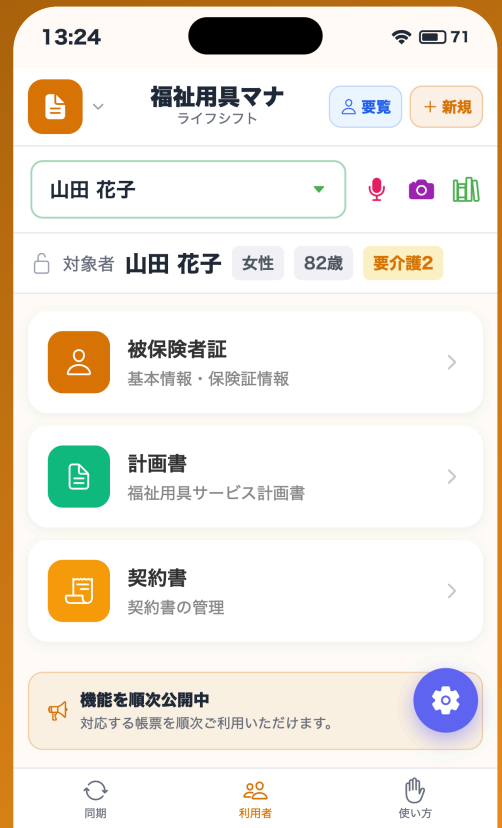 13:24
71
福祉用具マナ
ライフシフト
要覧
+ 新規
山田 花子
対象者 山田 花子 女性 82歳 要介護2
被保険者証
基本情報・保険証情報
計画書
福祉用具サービス計画書
契約書
契約書の管理
機能を順次公開中
対応する帳票を順次ご利用いただけます。
同期
利用者
使い方